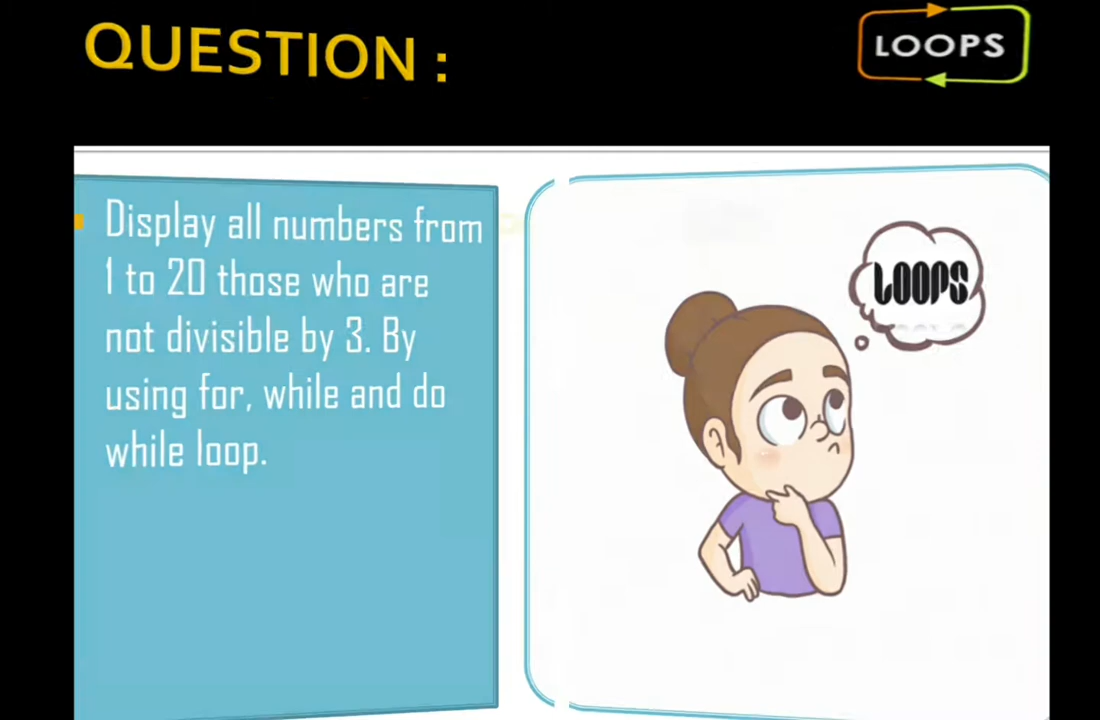 QUESTION :
LOOPS
Display all numbers from
1 to 20 those who are
not divisible by 3. By
using for, while and do
while loop.
LOOPS